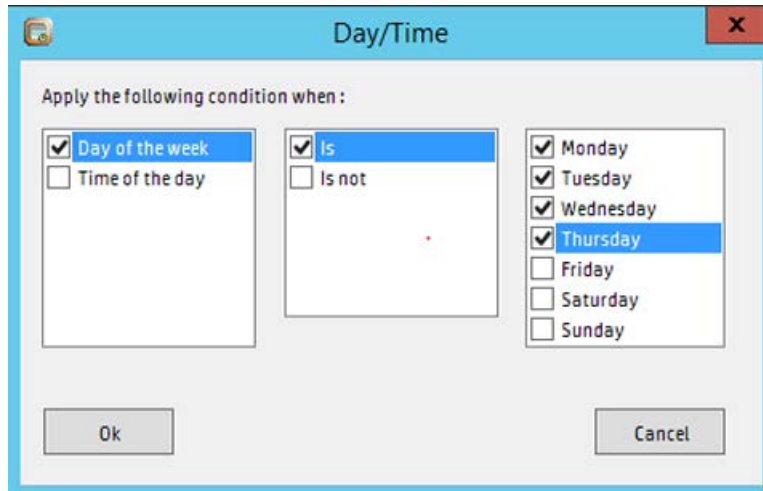 Day/Time
X
Apply the following condition when :
Day of the week
Time of the day
Is
Is not
Monday
Tuesday
Wednesday
Thursday
Friday
Saturday
Sunday
Ok
Cancel